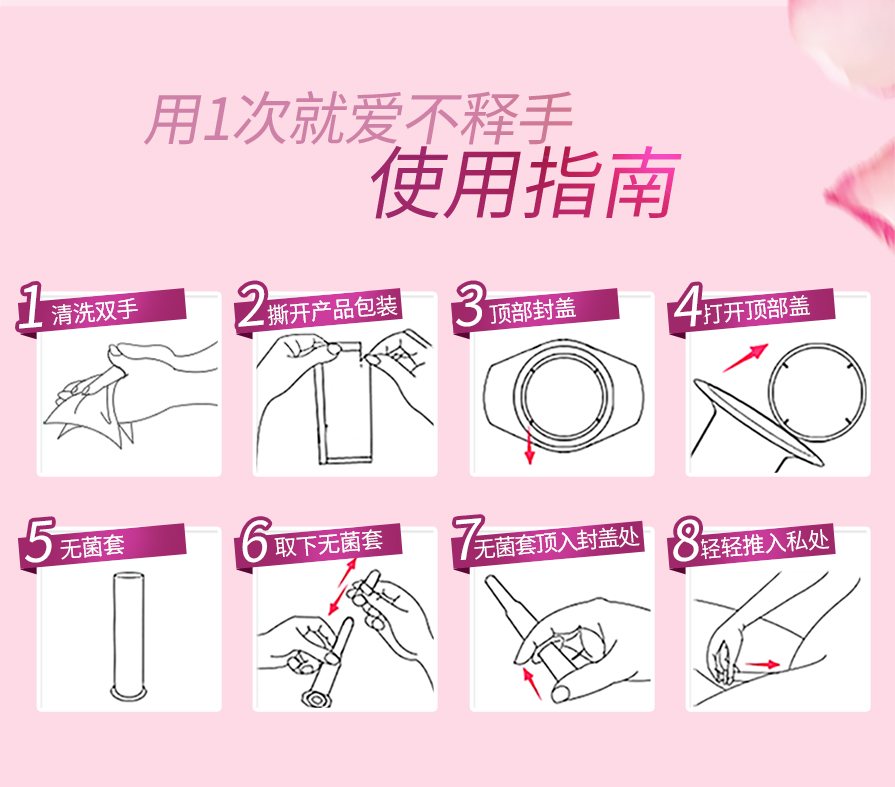 用1次就爱不释手
使用指南
1 清洗双手
2 撕开产品包装
3 顶部封盖
4 打开顶部盖
5 无菌套
6 取下无菌套
7 无菌套顶入封盖处
8 轻轻推入私处